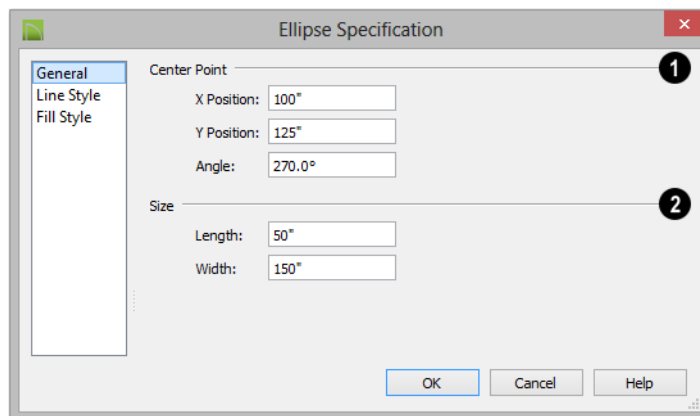 Ellipse Specification
General
Line Style
Fill Style
Center Point
1
X Position: 100"
Y Position: 125"
Angle: 270.0°
Size
2
Length: 50"
Width: 150"
OK Cancel Help